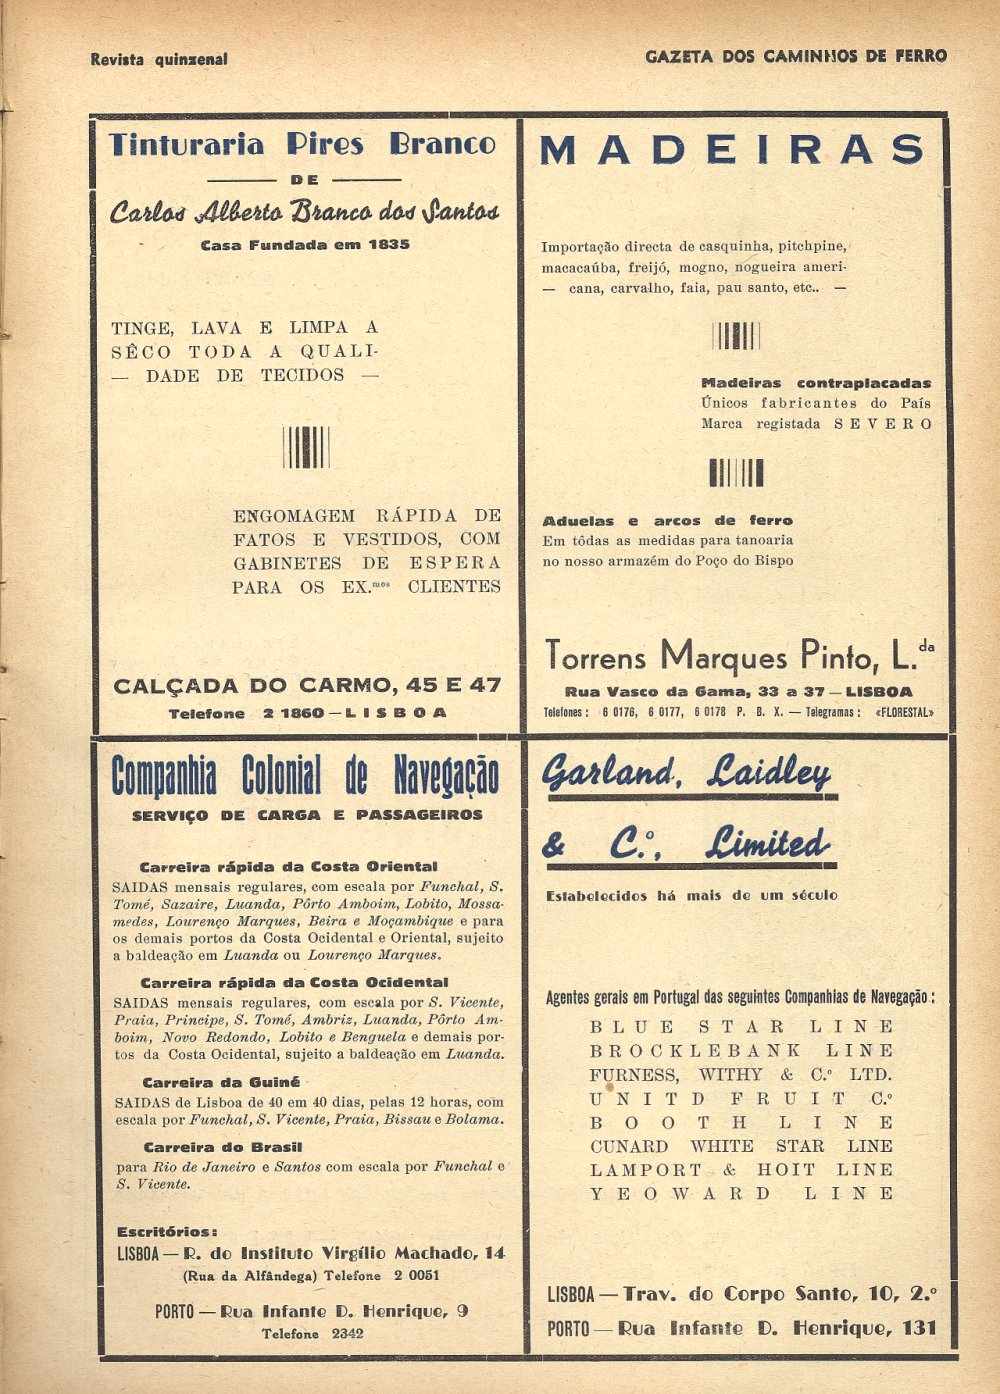 Revista quinzenal
GAZETA DOS CAMINHOS DE FERRO
Tinturaria Pires Branco
DE
Carlos Alberto Branco dos Santos
Casa Fundada em 1835
TINGE, LAVA E LIMPA A
SÊCO TODA A QUALI-
— DADE DE TECIDOS —
ENGOMAGEM RÁPIDA DE
FATOS E VESTIDOS, COM
GABINETES DE ESPERA
PARA OS EX.mos CLIENTES
CALÇADA DO CARMO, 45 E 47
Telefone 2 1860 — LISBOA
MADEIRAS
Importação directa de casquinha, pitchpine,
macacaúba, freijó, mogno, nogueira ameri-
— cana, carvalho, faia, pau santo, etc.. —
Madeiras contraplacadas
Únicos fabricantes do País
Marca registada SEVERO
Aduelas e arcos de ferro
Em tôdas as medidas para tanoaria
no nosso armazém do Poço do Bispo
Torrens Marques Pinto, L.da
Rua Vasco da Gama, 33 a 37 — LISBOA
Telefones: 6 0176, 6 0177, 6 0178 P. B. X. — Telegramas: «FLORESTAL»
Companhia Colonial de Navegação
SERVIÇO DE CARGA E PASSAGEIROS
Carreira rápida da Costa Oriental
SAIDAS mensais regulares, com escala por Funchal, S.
Tomé, Sazaire, Luanda, Pôrto Amboim, Lobito, Mossa-
medes, Lourenço Marques, Beira e Moçambique e para
os demais portos da Costa Ocidental e Oriental, sujeito
a baldeação em Luanda ou Lourenço Marques.
Carreira rápida da Costa Ocidental
SAIDAS mensais regulares, com escala por S. Vicente,
Praia, Principe, S. Tomé, Ambriz, Luanda, Pôrto Am-
boim, Novo Redondo, Lobito e Benguela e demais por-
tos da Costa Ocidental, sujeito a baldeação em Luanda.
Carreira da Guiné
SAIDAS de Lisboa de 40 em 40 dias, pelas 12 horas, com
escala por Funchal, S. Vicente, Praia, Bissau e Bolama.
Carreira do Brasil
para Rio de Janeiro e Santos com escala por Funchal e
S. Vicente.
Escritórios:
LISBOA — R. do Instituto Virgílio Machado, 14
(Rua da Alfândega) Telefone 2 0051
PORTO — Rua Infante D. Henrique, 9
Telefone 2342
Garland, Laidley
& C.º, Limited
Estabelecidos há mais de um século
Agentes gerais em Portugal das seguintes Companhias de Navegação:
BLUE STAR LINE
BROCKLEBANK LINE
FURNESS, WITHY & C.º LTD.
UNITD FRUIT C.º
BOOTH LINE
CUNARD WHITE STAR LINE
LAMPORT & HOIT LINE
YEOWARD LINE
LISBOA — Trav. do Corpo Santo, 10, 2.º
PORTO — Rua Infante D. Henrique, 131